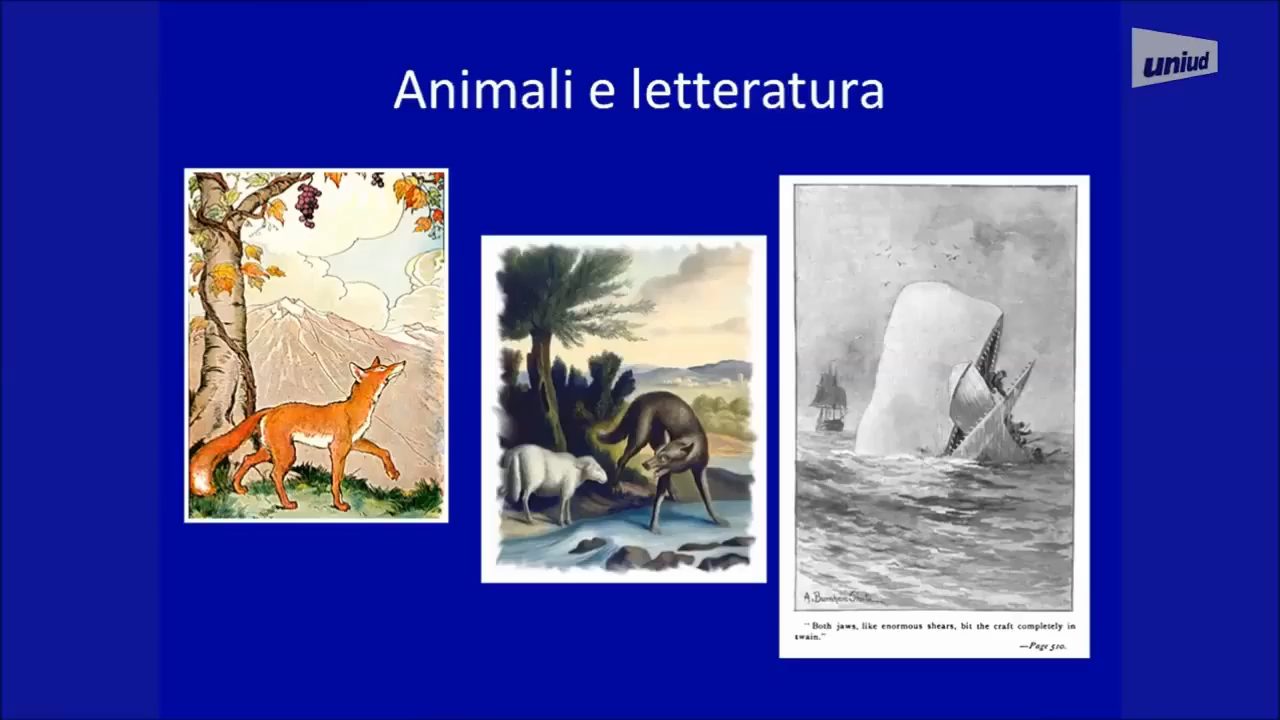 uniud
Animali e letteratura
"Both jaws, like enormous shears, bit the craft completely in
twain."
—Page 510.